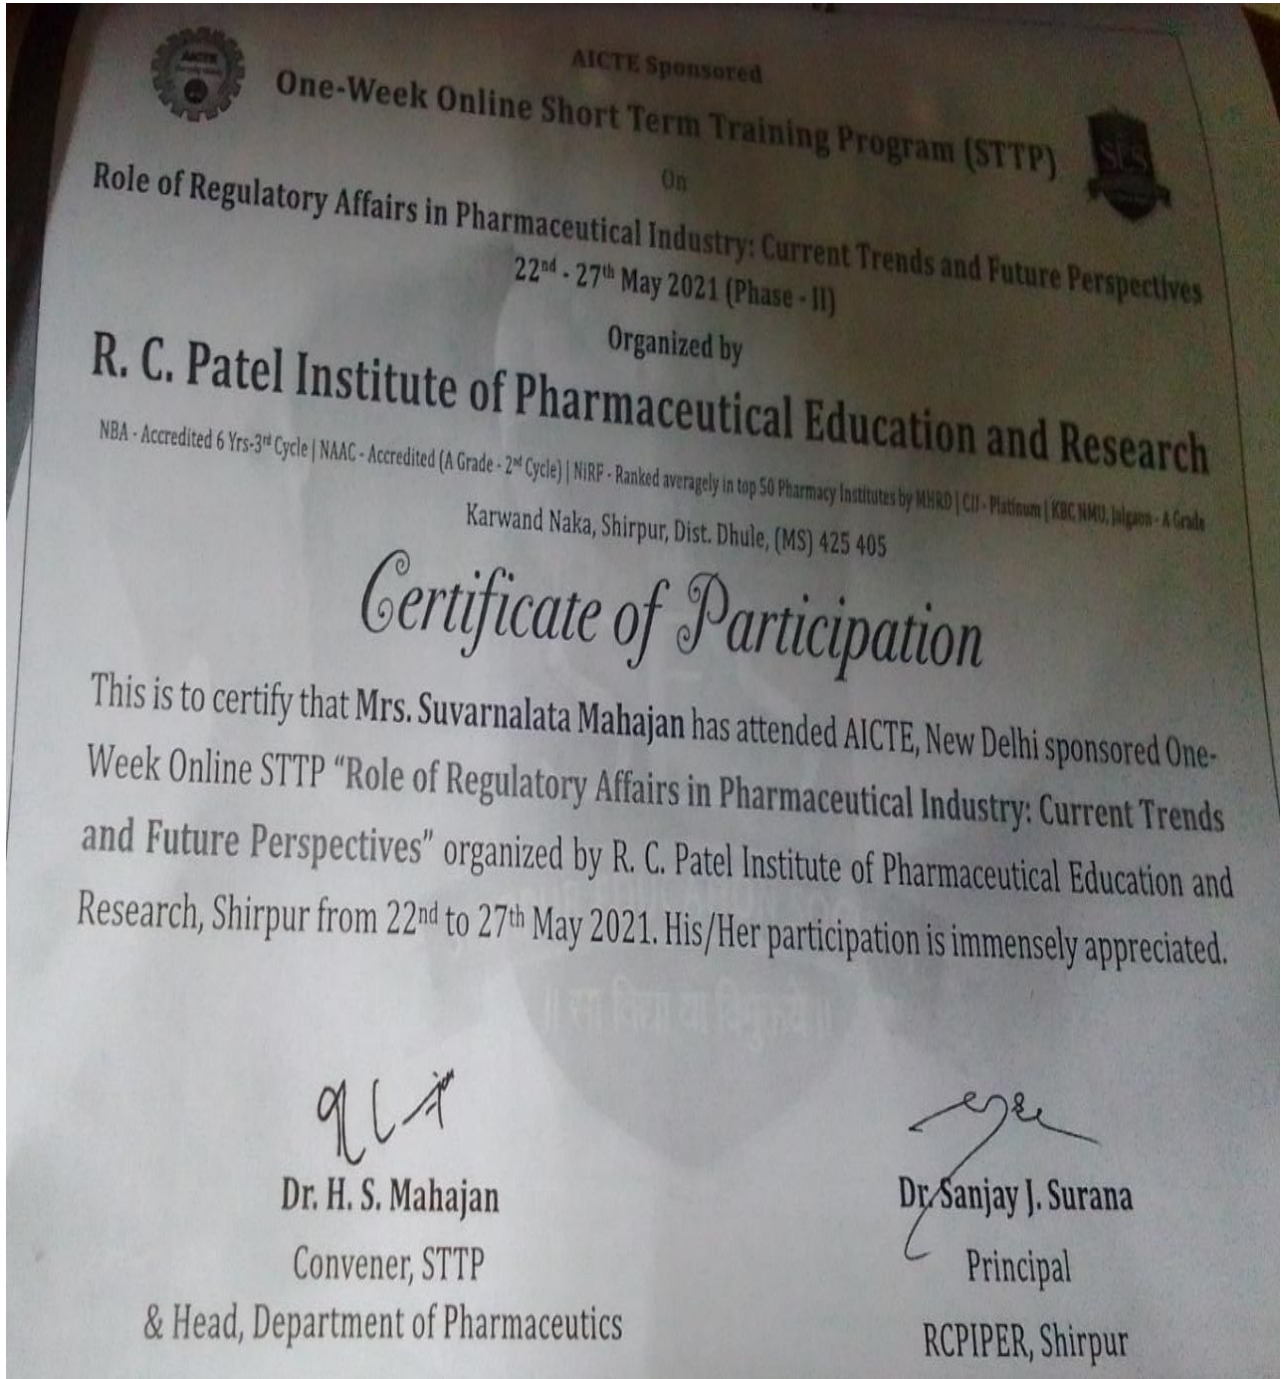 AICTE
AICTE Sponsored
One-Week Online Short Term Training Program (STTP)
SES
On
Role of Regulatory Affairs in Pharmaceutical Industry: Current Trends and Future Perspectives
22nd - 27th May 2021 (Phase - II)
Organized by
R. C. Patel Institute of Pharmaceutical Education and Research
NBA - Accredited 6 Yrs-3rd Cycle | NAAC - Accredited (A Grade - 2nd Cycle) | NiRF - Ranked averagely in top 50 Pharmacy Institutes by MHRD | CII - Platinum | KBC NMU, Jalgaon - A Grade
Karwand Naka, Shirpur, Dist. Dhule, (MS) 425 405
Certificate of Participation
This is to certify that Mrs. Suvarnalata Mahajan has attended AICTE, New Delhi sponsored One-
Week Online STTP “Role of Regulatory Affairs in Pharmaceutical Industry: Current Trends
and Future Perspectives” organized by R. C. Patel Institute of Pharmaceutical Education and
Research, Shirpur from 22nd to 27th May 2021. His/Her participation is immensely appreciated.
॥ सा विद्या या विमुक्तये ॥
Dr. H. S. Mahajan
Convener, STTP
& Head, Department of Pharmaceutics
Dr. Sanjay J. Surana
Principal
RCPIPER, Shirpur